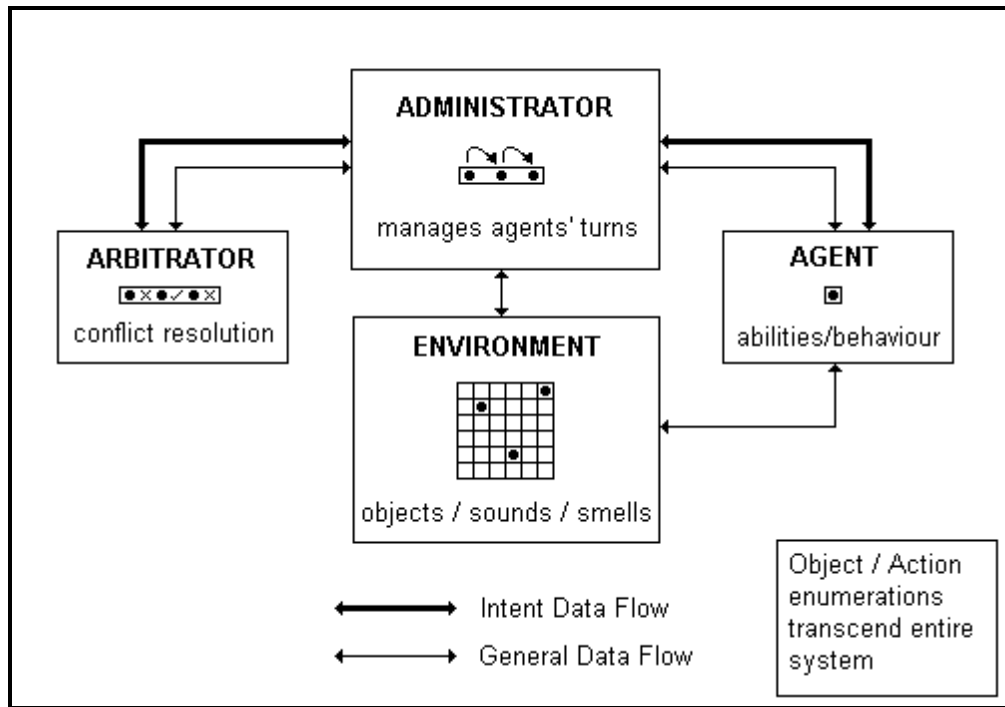 ADMINISTRATOR
manages agents' turns
ARBITRATOR
conflict resolution
AGENT
abilities/behaviour
ENVIRONMENT
objects / sounds / smells
Intent Data Flow
General Data Flow
Object / Action
enumerations
transcend entire
system